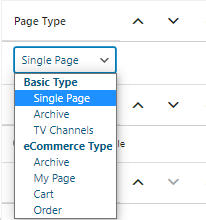 Page Type
Single Page
Basic Type
Single Page
Archive
TV Channels
eCommerce Type
Archive
My Page
Cart
Order